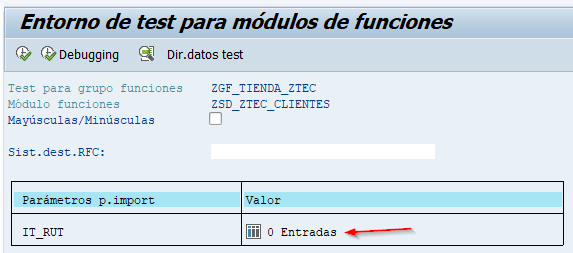 Entorno de test para módulos de funciones
Debugging Dir.datos test
Test para grupo funciones ZGF_TIENDA_ZTEC
Módulo funciones ZSD_ZTEC_CLIENTES
Mayúsculas/Minúsculas
Sist.dest.RFC:
Parámetros p.import Valor
IT_RUT 0 Entradas